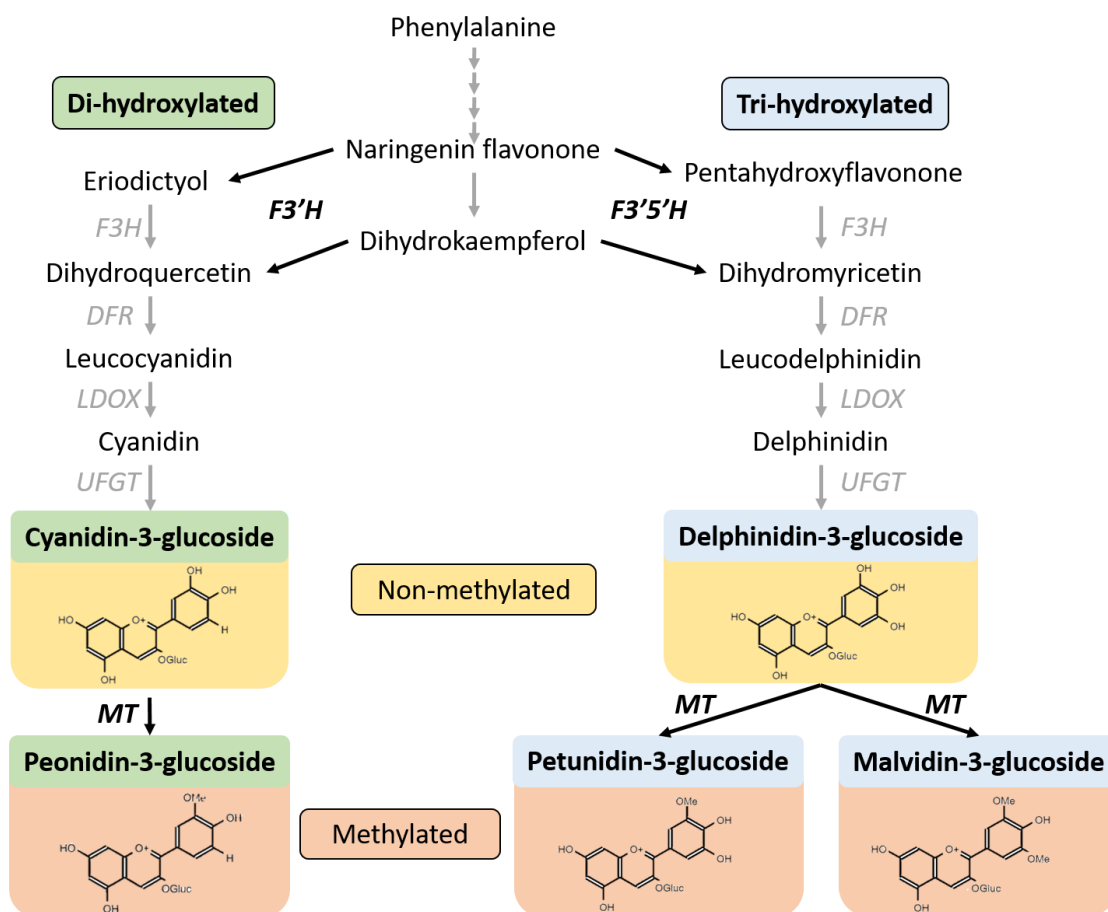 Phenylalanine
Di-hydroxylated
Tri-hydroxylated
Naringenin flavonone
Eriodictyol
Pentahydroxyflavonone
F3'H
F3'5'H
F3H
F3H
Dihydrokaempferol
Dihydroquercetin
Dihydromyricetin
DFR
DFR
Leucocyanidin
Leucodelphinidin
LDOX
LDOX
Cyanidin
Delphinidin
UFGT
UFGT
Cyanidin-3-glucoside
Delphinidin-3-glucoside
OH
OH
H
HO
O+
OGluc
OH
Non-methylated
OH
OH
OH
HO
O+
OGluc
OH
MT
MT
MT
Peonidin-3-glucoside
Petunidin-3-glucoside
Malvidin-3-glucoside
OMe
OH
H
HO
O+
OGluc
OH
Methylated
OMe
OH
OH
HO
O+
OGluc
OH
OMe
OH
OMe
HO
O+
OGluc
OH